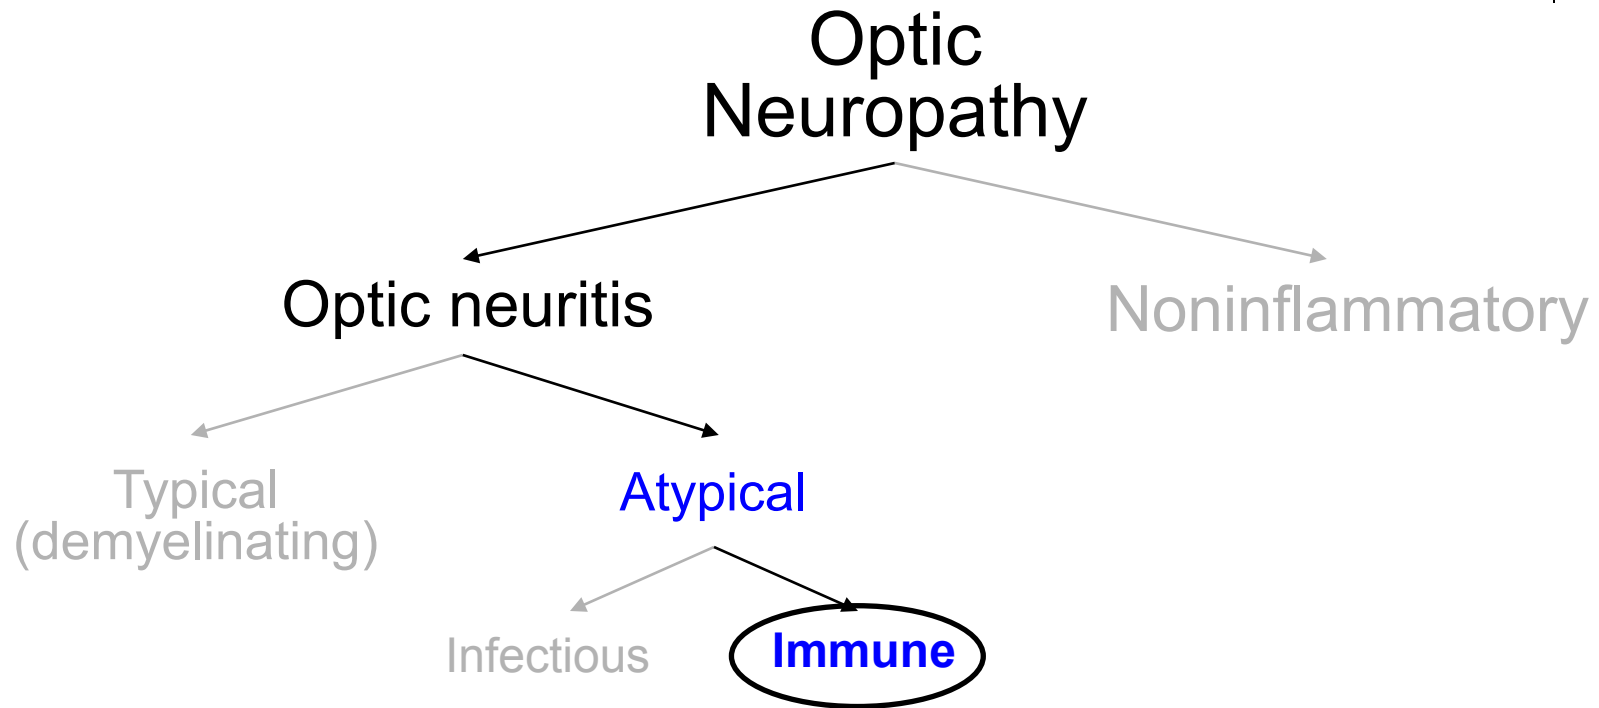 Optic
Neuropathy
Optic neuritis
Noninflammatory
Typical
(demyelinating)
Atypical
Infectious
Immune